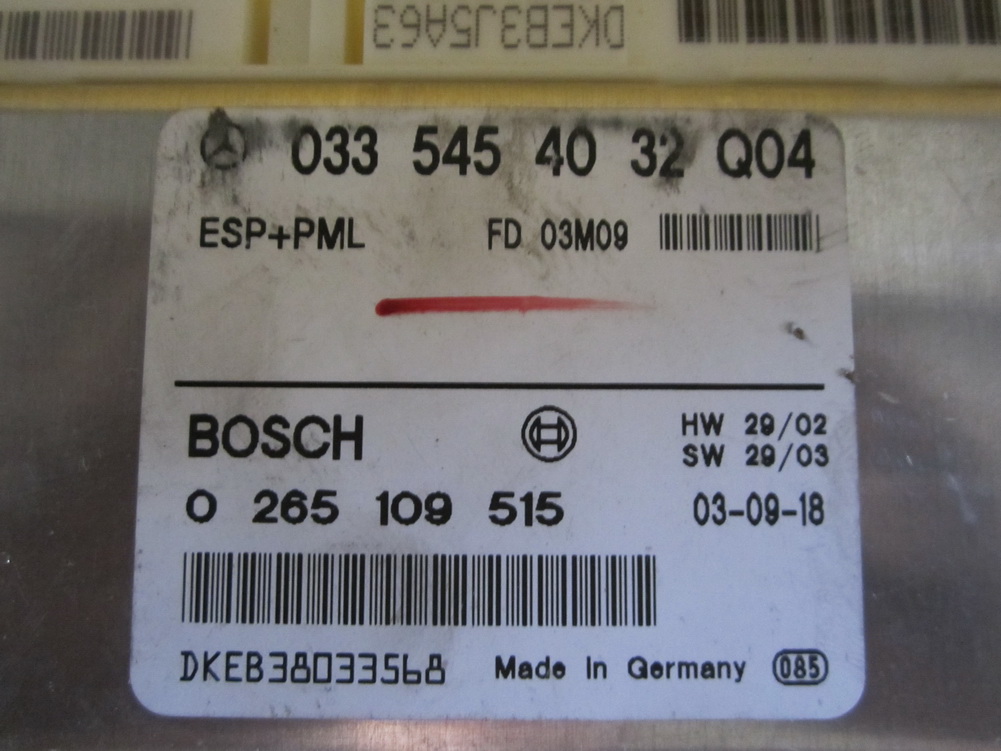 DKEB3J5A63
033 545 40 32 Q04
ESP+PML FD 03M09
BOSCH HW 29/02
SW 29/03
0 265 109 515 03-09-18
DKEB38033568 Made In Germany 085